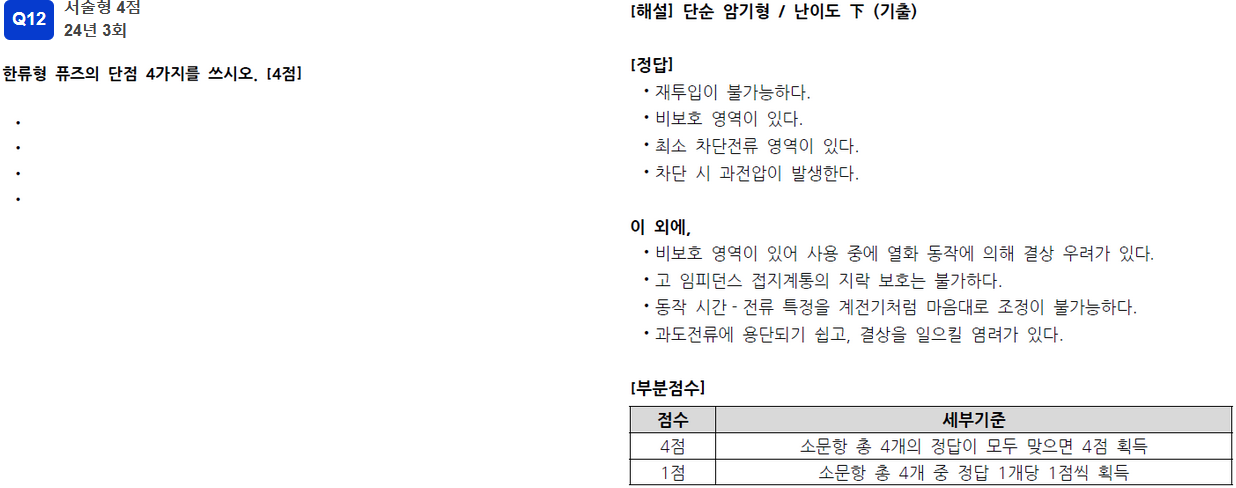 Q12 서술형 4점
24년 3회
한류형 퓨즈의 단점 4가지를 쓰시오. [4점]
•
•
•
•
[해설] 단순 암기형 / 난이도 下 (기출)
[정답]
• 재투입이 불가능하다.
• 비보호 영역이 있다.
• 최소 차단전류 영역이 있다.
• 차단 시 과전압이 발생한다.
이 외에,
• 비보호 영역이 있어 사용 중에 열화 동작에 의해 결상 우려가 있다.
• 고 임피던스 접지계통의 지락 보호는 불가하다.
• 동작 시간 - 전류 특정을 계전기처럼 마음대로 조정이 불가능하다.
• 과도전류에 용단되기 쉽고, 결상을 일으킬 염려가 있다.
[부분점수]
점수 세부기준
4점 소문항 총 4개의 정답이 모두 맞으면 4점 획득
1점 소문항 총 4개 중 정답 1개당 1점씩 획득